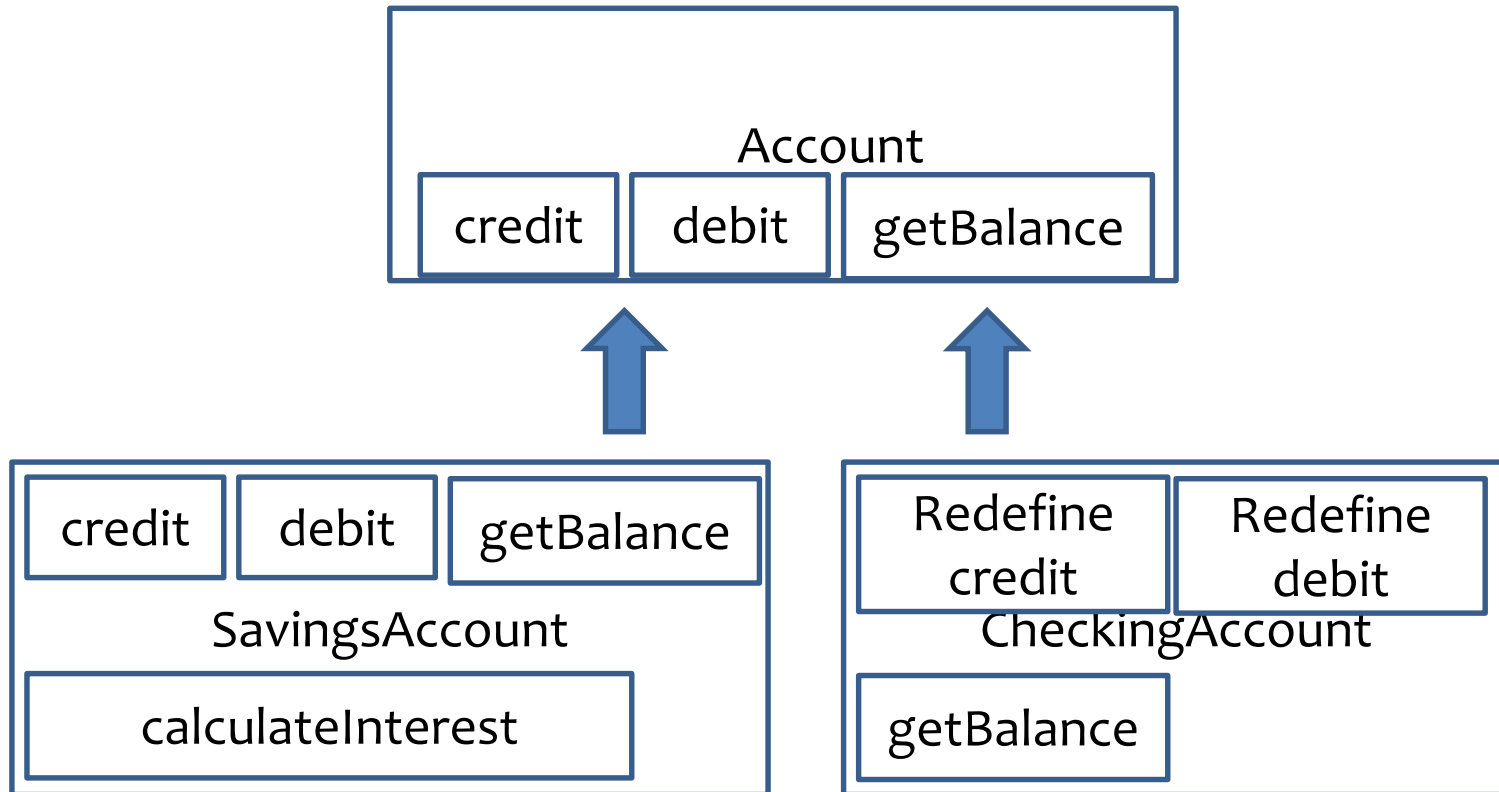 Account
credit debit getBalance
credit debit getBalance
SavingsAccount
calculateInterest
Redefine
credit
Redefine
debit
CheckingAccount
getBalance